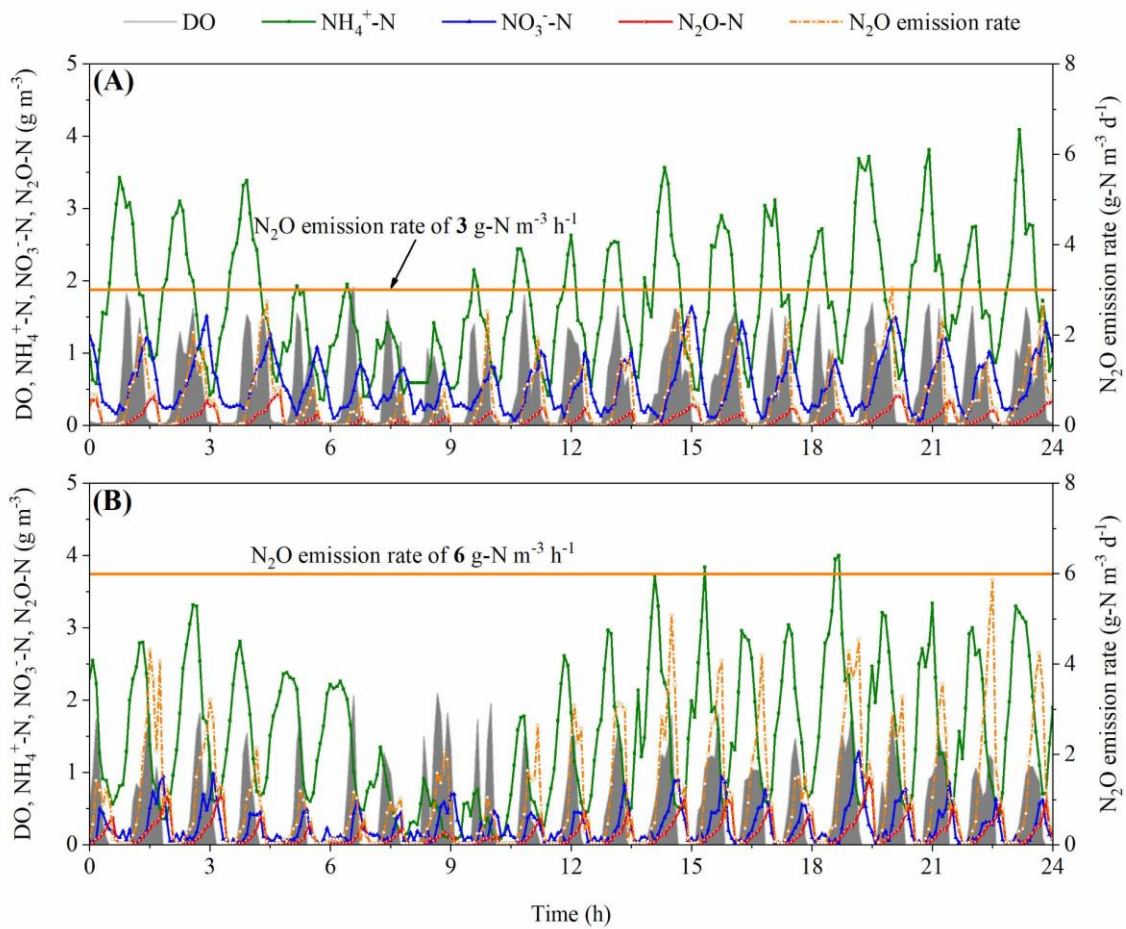 DO NH₄⁺-N NO₃⁻-N N₂O-N N₂O emission rate
(A)
DO, NH₄⁺-N, NO₃⁻-N, N₂O-N (g m⁻³)
5
4
3
2
1
0
N₂O emission rate of 3 g-N m⁻³ h⁻¹
8
6
4
2
0
N₂O emission rate (g-N m⁻³ d⁻¹)
0 3 6 9 12 15 18 21 24
(B)
DO, NH₄⁺-N, NO₃⁻-N, N₂O-N (g m⁻³)
5
4
3
2
1
0
N₂O emission rate of 6 g-N m⁻³ h⁻¹
8
6
4
2
0
N₂O emission rate (g-N m⁻³ d⁻¹)
0 3 6 9 12 15 18 21 24
Time (h)